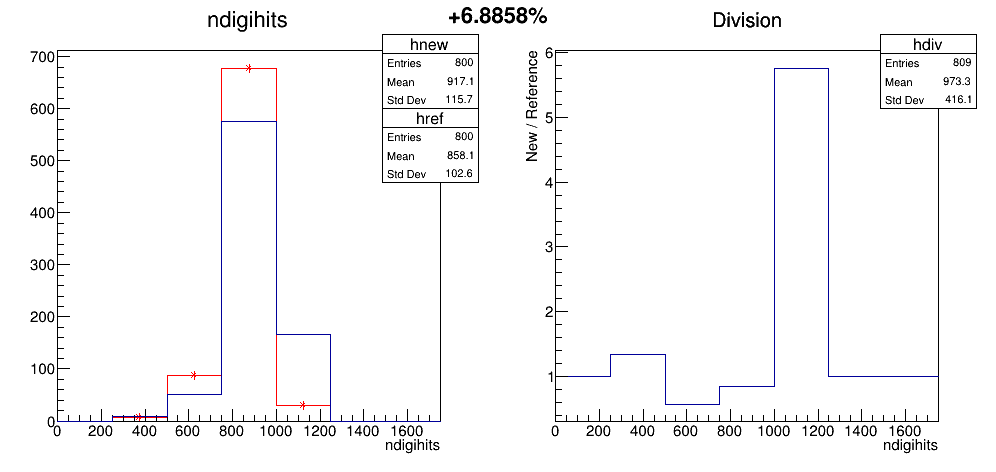 +6.8858%
ndigihits
hnew
Entries 800
Mean 917.1
Std Dev 115.7
href
Entries 800
Mean 858.1
Std Dev 102.6
700
600
500
400
300
200
100
0
0 200 400 600 800 1000 1200 1400 1600
ndigihits
Division
hdiv
Entries 809
Mean 973.3
Std Dev 416.1
New / Reference
6
5
4
3
2
1
0 200 400 600 800 1000 1200 1400 1600
ndigihits